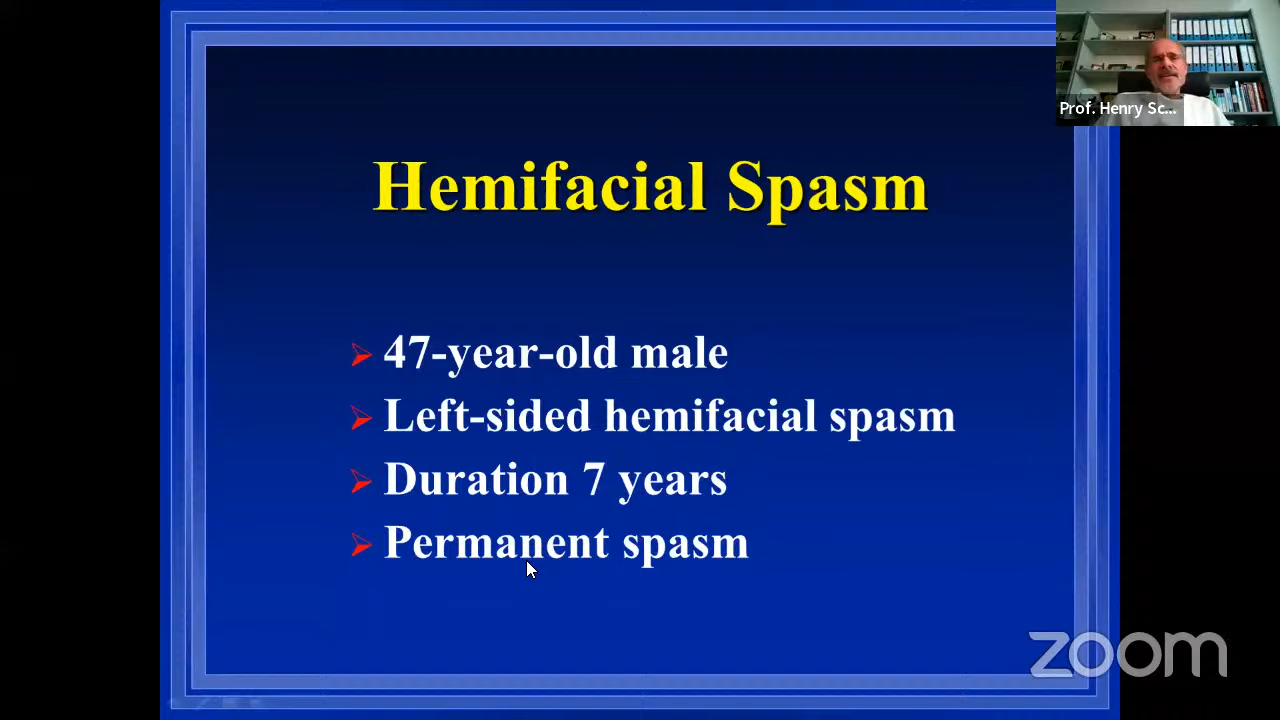 Prof. Henry Sc...
Hemifacial Spasm
47-year-old male
Left-sided hemifacial spasm
Duration 7 years
Permanent spasm
zoom